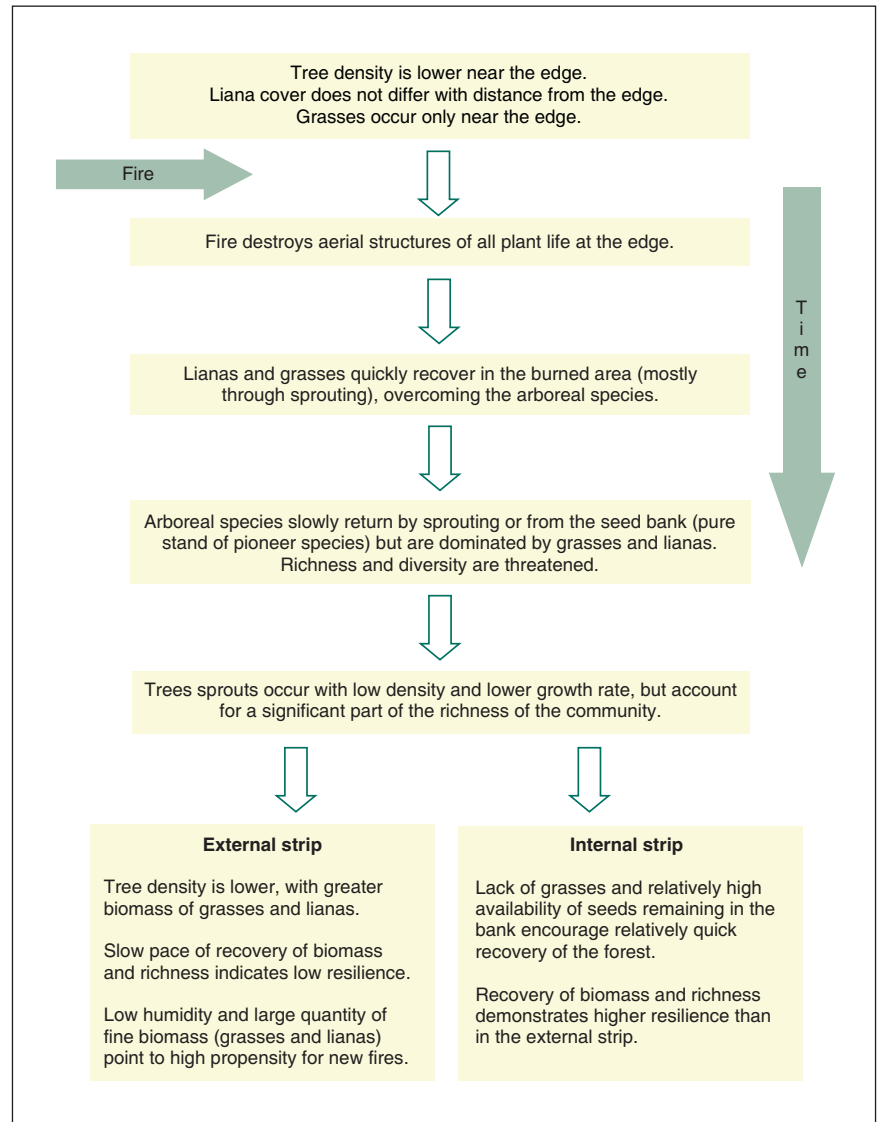 Tree density is lower near the edge.
Liana cover does not differ with distance from the edge.
Grasses occur only near the edge.
Fire
Fire destroys aerial structures of all plant life at the edge.
Time
Lianas and grasses quickly recover in the burned area (mostly
through sprouting), overcoming the arboreal species.
Arboreal species slowly return by sprouting or from the seed bank (pure
stand of pioneer species) but are dominated by grasses and lianas.
Richness and diversity are threatened.
Trees sprouts occur with low density and lower growth rate, but account
for a significant part of the richness of the community.
External strip
Tree density is lower, with greater
biomass of grasses and lianas.
Slow pace of recovery of biomass
and richness indicates low resilience.
Low humidity and large quantity of
fine biomass (grasses and lianas)
point to high propensity for new fires.
Internal strip
Lack of grasses and relatively high
availability of seeds remaining in the
bank encourage relatively quick
recovery of the forest.
Recovery of biomass and richness
demonstrates higher resilience than
in the external strip.